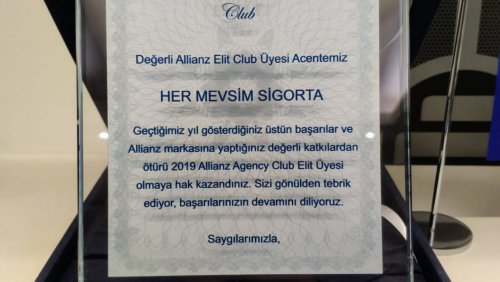 Club
Değerli Allianz Elit Club Üyesi Acentemiz
HER MEVSİM SİGORTA
Geçtiğimiz yıl gösterdiğiniz üstün başarılar ve
Allianz markasına yaptığınız değerli katkılardan
ötürü 2019 Allianz Agency Club Elit Üyesi
olmaya hak kazandınız. Sizi gönülden tebrik
ediyor, başarılarınızın devamını diliyoruz.
Saygılarımızla,